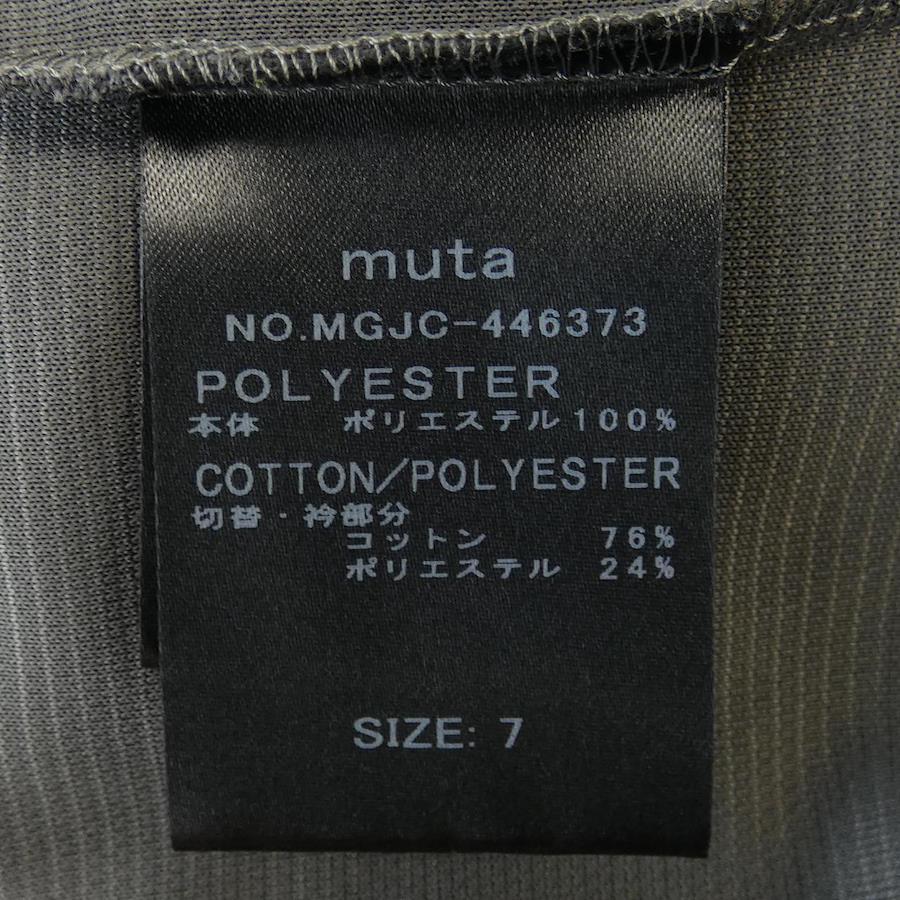 muta
NO.MGJC-446373
POLYESTER
本体 ポリエステル100%
COTTON/POLYESTER
切替・衿部分
コットン 76%
ポリエステル 24%
SIZE: 7